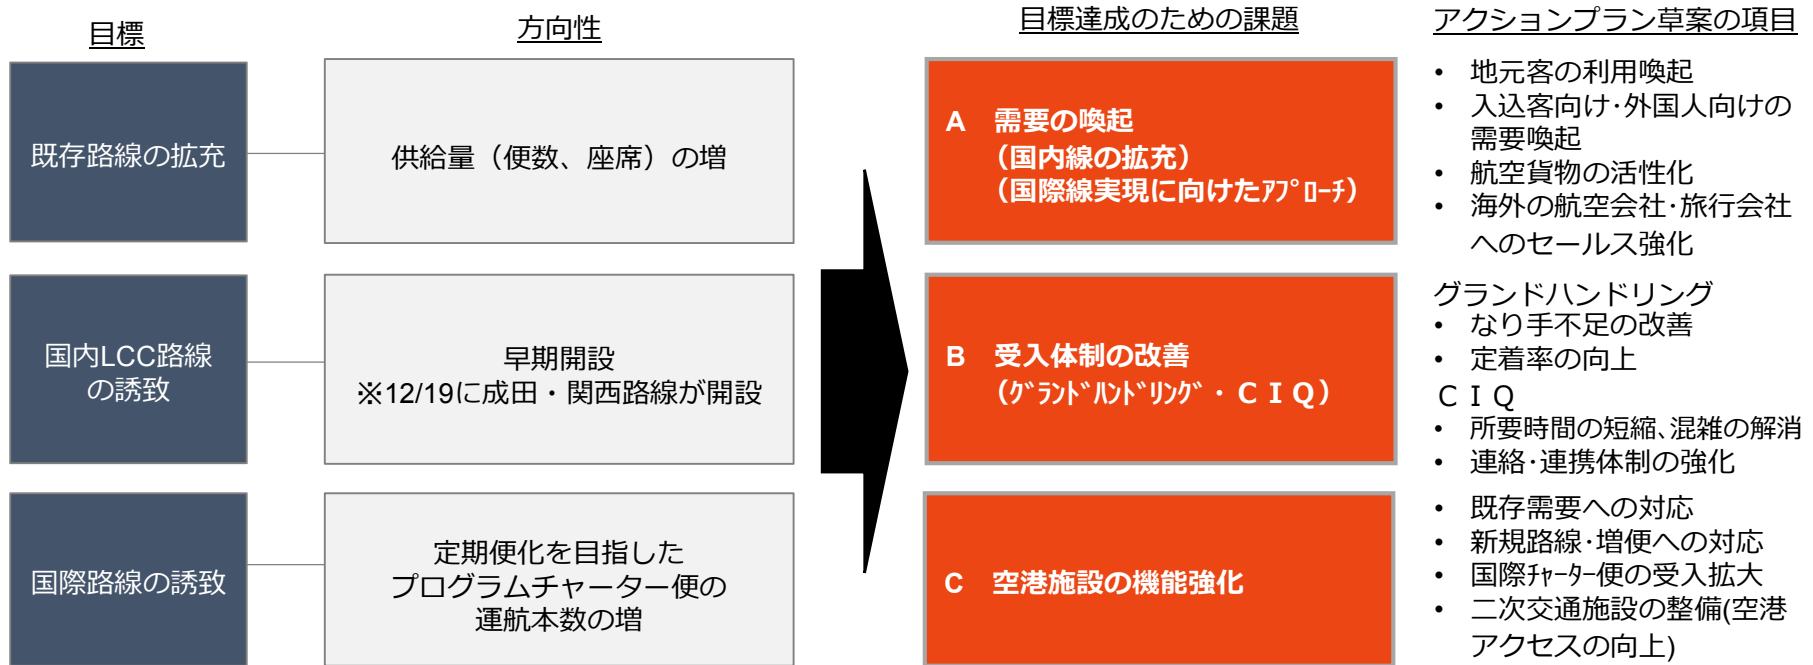 目標
方向性
目標達成のための課題
アクションプラン草案の項目
既存路線の拡充
供給量（便数、座席）の増
A 需要の喚起
（国内線の拡充）
（国際線実現に向けたｱﾌﾟﾛｰﾁ）
• 地元客の利用喚起
• 入込客向け･外国人向けの
需要喚起
• 航空貨物の活性化
• 海外の航空会社･旅行会社
へのセールス強化
国内LCC路線
の誘致
早期開設
※12/19に成田・関西路線が開設
B 受入体制の改善
（ｸﾞﾗﾝﾄﾞﾊﾝﾄﾞﾘﾝｸﾞ・ＣＩＱ）
グランドハンドリング
• なり手不足の改善
• 定着率の向上
ＣＩＱ
• 所要時間の短縮､混雑の解消
• 連絡･連携体制の強化
国際路線の誘致
定期便化を目指した
プログラムチャーター便の
運航本数の増
C 空港施設の機能強化
• 既存需要への対応
• 新規路線･増便への対応
• 国際ﾁｬｰﾀｰ便の受入拡大
• 二次交通施設の整備(空港
アクセスの向上)